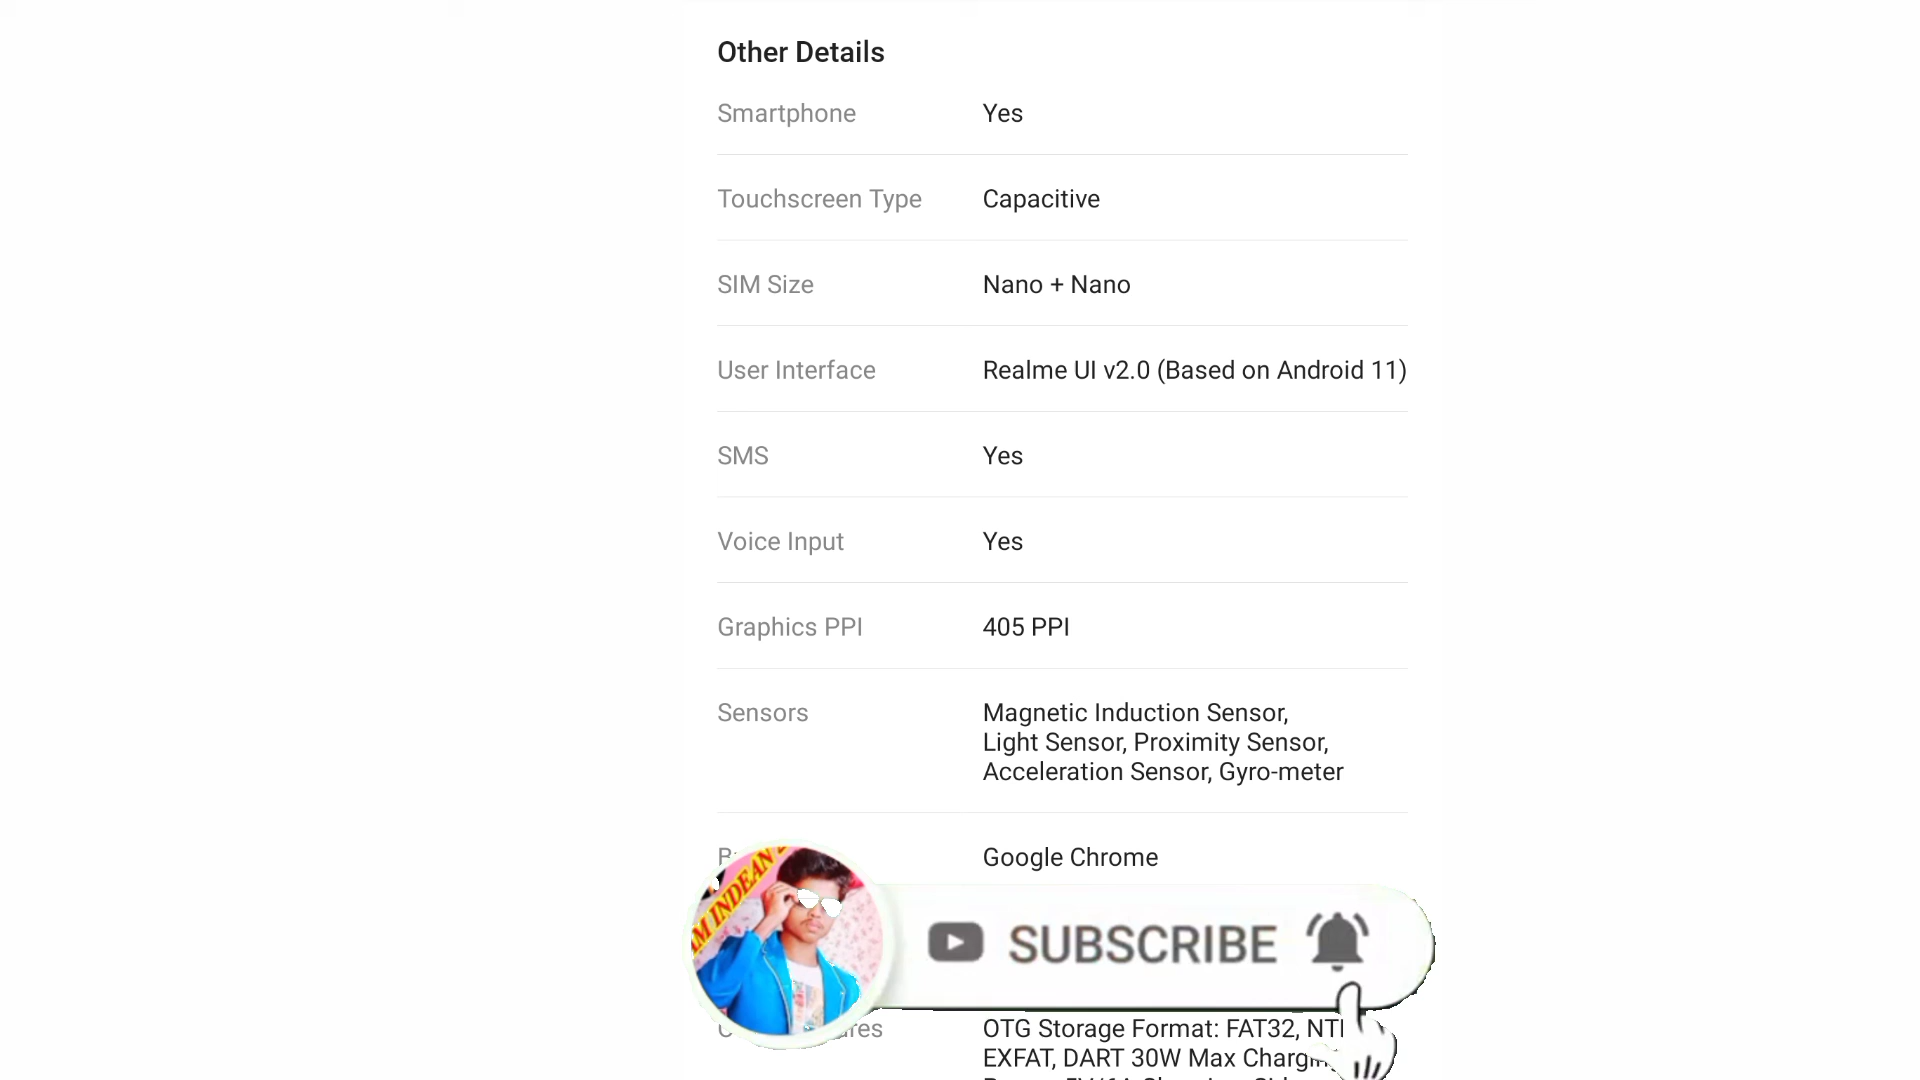 Other Details
Smartphone Yes
Touchscreen Type Capacitive
SIM Size Nano + Nano
User Interface Realme UI v2.0 (Based on Android 11)
SMS Yes
Voice Input Yes
Graphics PPI 405 PPI
Sensors Magnetic Induction Sensor,
Light Sensor, Proximity Sensor,
Acceleration Sensor, Gyro-meter
Google Chrome
INDEAN
SUBSCRIBE
OTG Storage Format: FAT32,
EXFAT, DART 30W Max